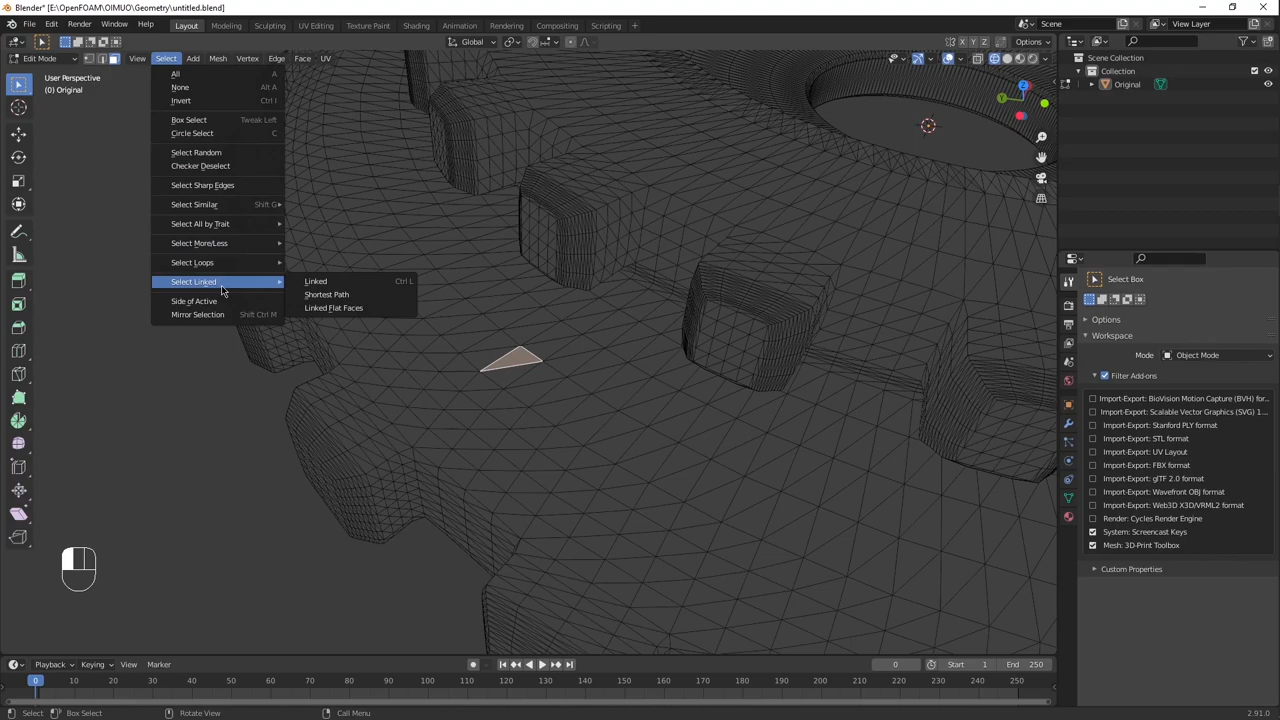 Blender* [E:\OpenFOAM\OIMUO\Geometry\untitled.blend]
File Edit Render Window Help Layout Modeling Sculpting UV Editing Texture Paint Shading Animation Rendering Compositing Scripting + Scene View Layer
Global X Y Z Options
Edit Mode View Select Add Mesh Vertex Edge Face UV
Scene Collection
Collection
Original
User Perspective
(0) Original
All A
None Alt A
Invert Ctrl I
Box Select Tweak Left
Circle Select C
Select Random
Checker Deselect
Select Sharp Edges
Select Similar Shift G
Select All by Trait
Select More/Less
Select Loops
Select Linked
Side of Active
Mirror Selection Shift Ctrl M
Linked Ctrl L
Shortest Path
Linked Flat Faces
Z
Y
Select Box
Options
Workspace
Mode Object Mode
Filter Add-ons
Import-Export: BioVision Motion Capture (BVH) for...
Import-Export: Scalable Vector Graphics (SVG) 1....
Import-Export: Stanford PLY format
Import-Export: STL format
Import-Export: UV Layout
Import-Export: FBX format
Import-Export: glTF 2.0 format
Import-Export: Wavefront OBJ format
Import-Export: Web3D X3D/VRML2 format
Render: Cycles Render Engine
System: Screencast Keys
Mesh: 3D-Print Toolbox
Custom Properties
Playback Keying View Marker 0 Start 1 End 250
0 10 20 30 40 50 60 70 80 90 100 110 120 130 140 150 160 170 180 190 200 210 220 230 240 250
Select Box Select Rotate View Call Menu 2.91.0